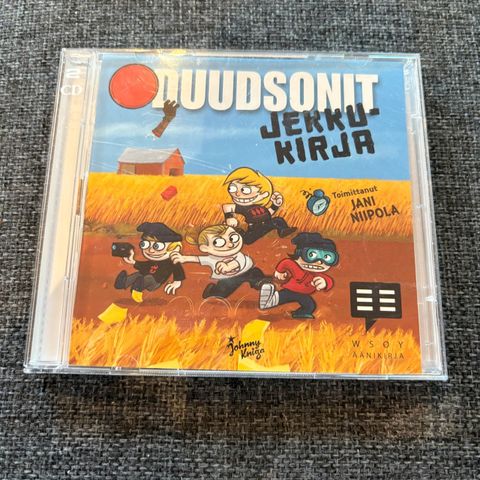 2
CD
DUUDSONIT
JEKKU-
KIRJA
Toimittanut
JANI
NIIPOLA
Johnny
Kniga
WSOY
ÄÄNIKIRJA